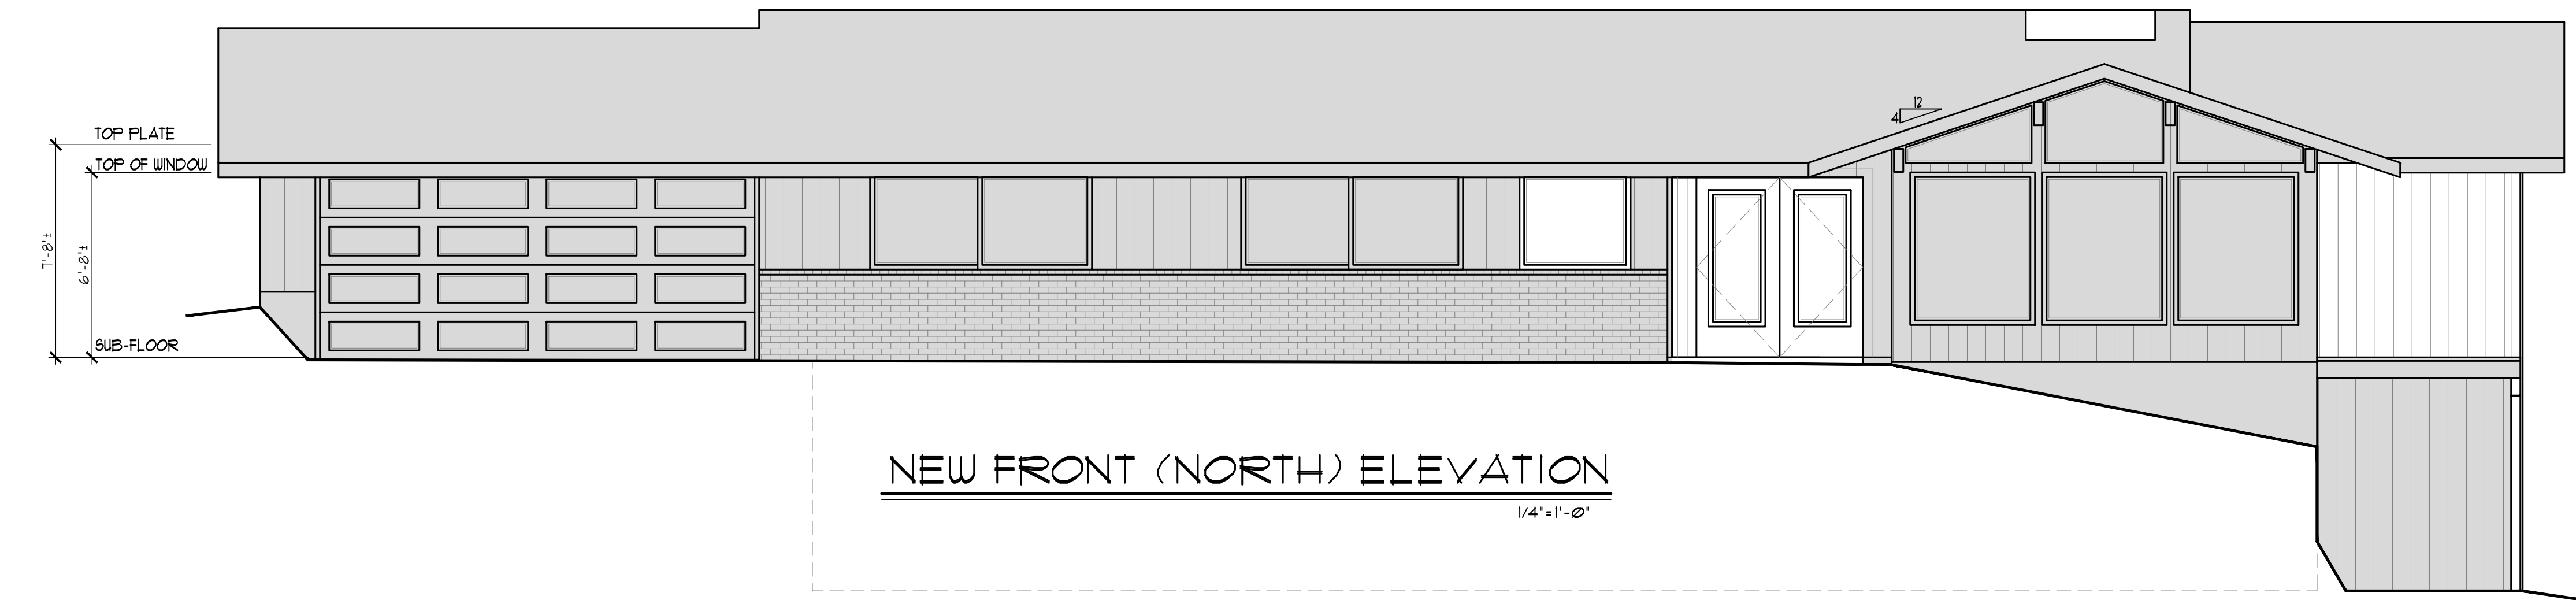 12
4
TOP PLATE
TOP OF WINDOW
7'-8"±
6'-8"±
SUB-FLOOR
NEW FRONT (NORTH) ELEVATION
1/4"=1'-0"